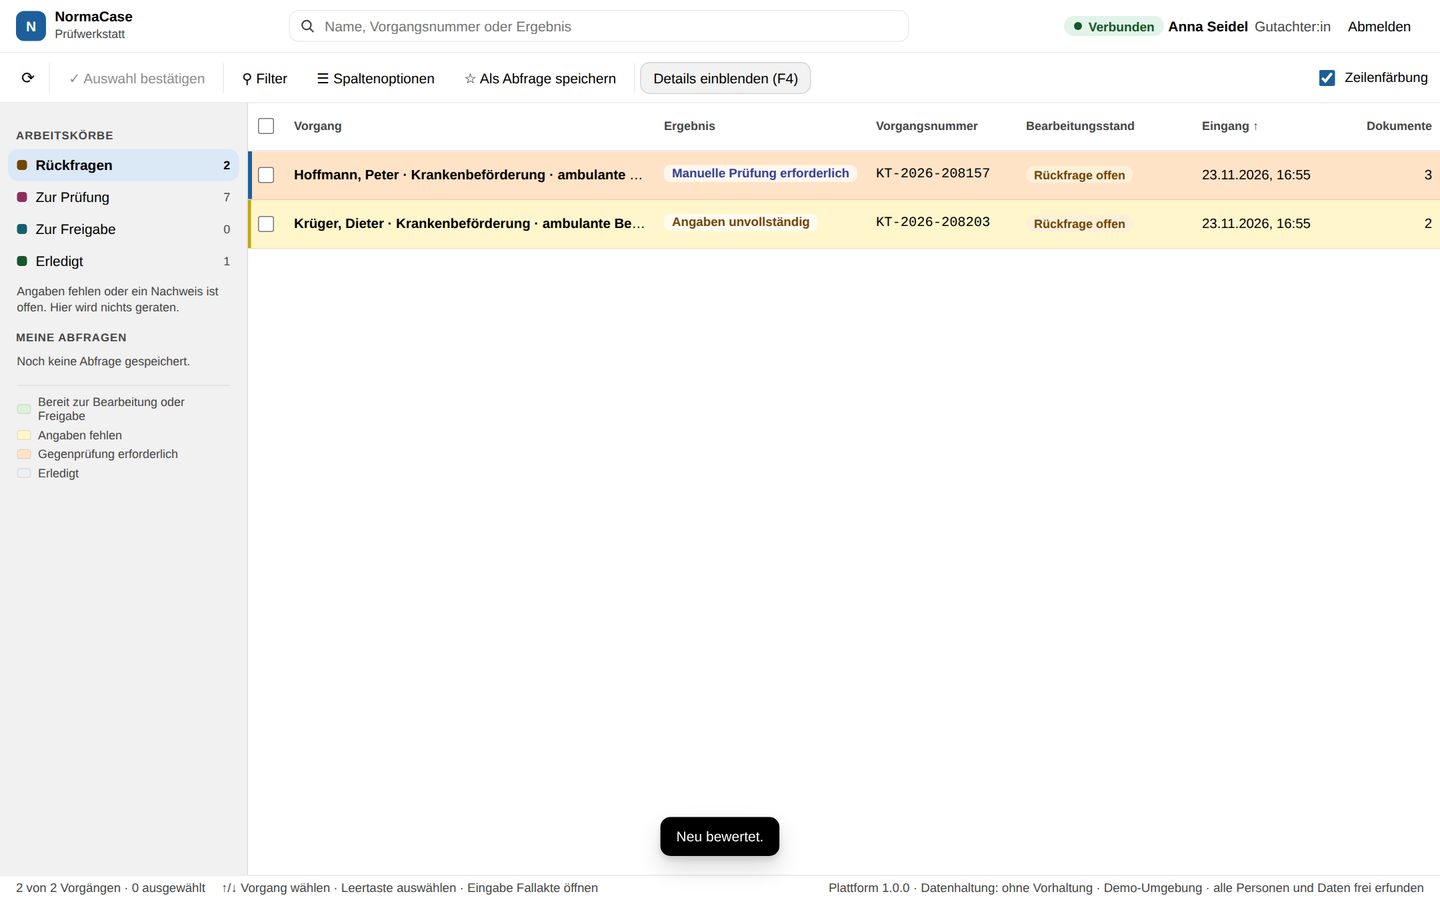 N
NormaCase
Prüfwerkstatt
Name, Vorgangsnummer oder Ergebnis
Verbunden Anna Seidel Gutachter:in Abmelden
⟳ ✓ Auswahl bestätigen ⚲ Filter ☰ Spaltenoptionen ☆ Als Abfrage speichern Details einblenden (F4) Zeilenfärbung
ARBEITSKÖRBE
Rückfragen 2
Zur Prüfung 7
Zur Freigabe 0
Erledigt 1
Angaben fehlen oder ein Nachweis ist
offen. Hier wird nichts geraten.
MEINE ABFRAGEN
Noch keine Abfrage gespeichert.
Bereit zur Bearbeitung oder
Freigabe
Angaben fehlen
Gegenprüfung erforderlich
Erledigt
Vorgang Ergebnis Vorgangsnummer Bearbeitungsstand Eingang ↑ Dokumente
Hoffmann, Peter · Krankenbeförderung · ambulante … Manuelle Prüfung erforderlich KT-2026-208157 Rückfrage offen 23.11.2026, 16:55 3
Krüger, Dieter · Krankenbeförderung · ambulante Be… Angaben unvollständig KT-2026-208203 Rückfrage offen 23.11.2026, 16:55 2
Neu bewertet.
2 von 2 Vorgängen · 0 ausgewählt ↑/↓ Vorgang wählen · Leertaste auswählen · Eingabe Fallakte öffnen Plattform 1.0.0 · Datenhaltung: ohne Vorhaltung · Demo-Umgebung · alle Personen und Daten frei erfunden